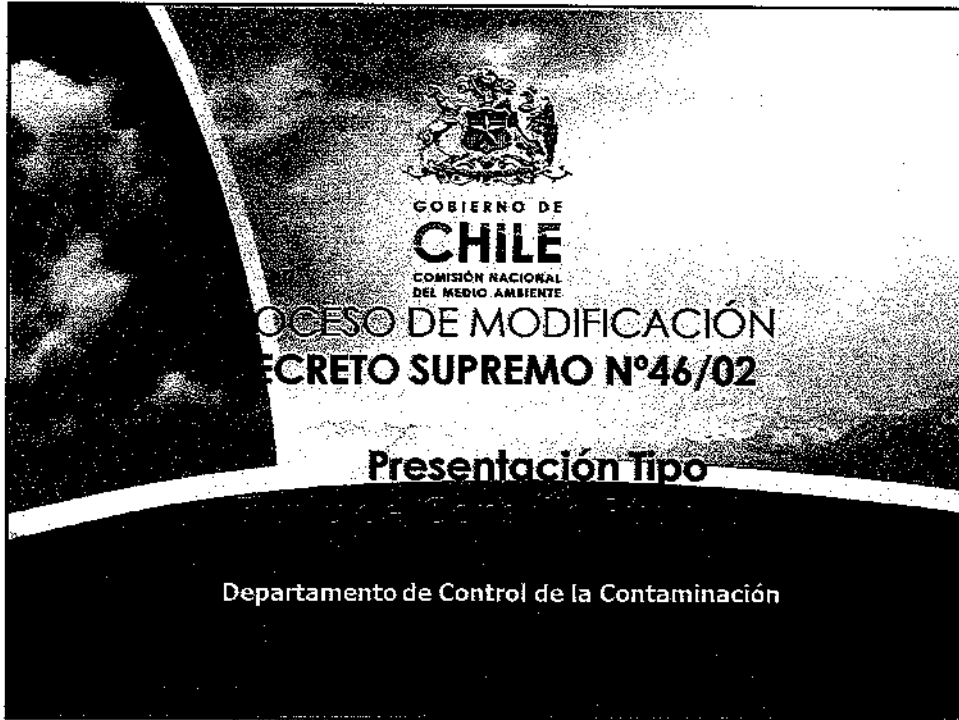 GOBIERNO DE
CHILE
COMISIÓN NACIONAL
DEL MEDIO AMBIENTE
OCESO DE MODIFICACIÓN
ECRETO SUPREMO Nº46/02
Presentación Tipo
Departamento de Control de la Contaminación